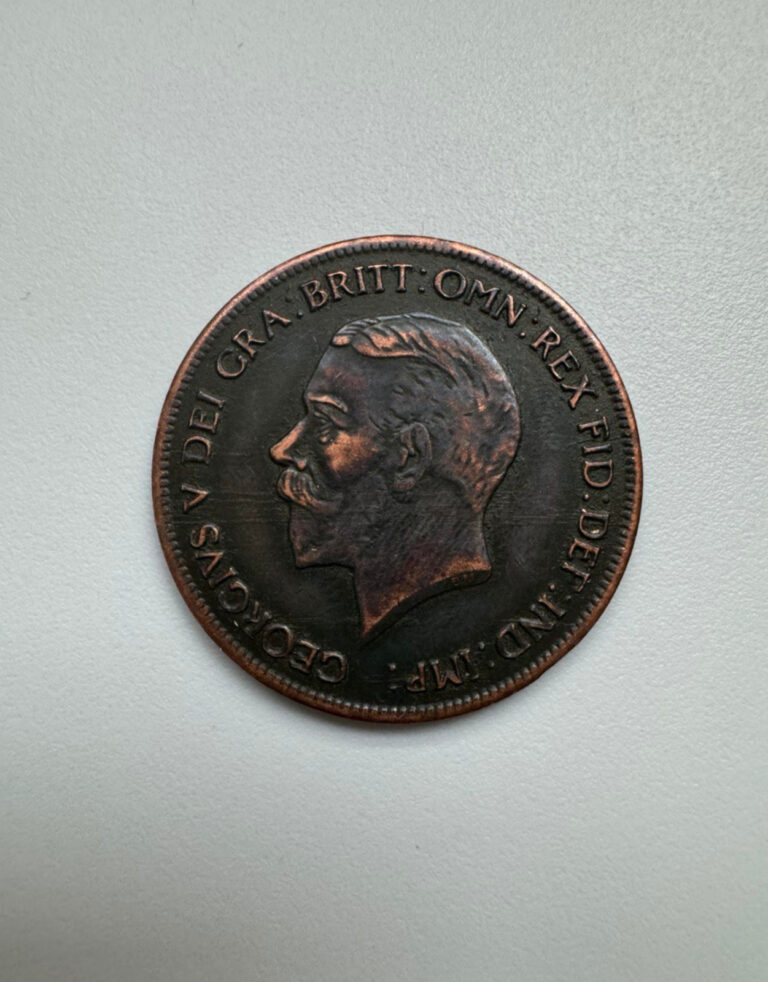 GEORGIVS V DEI GRA: BRITT: OMN: REX FID: DEF: IND: IMP: